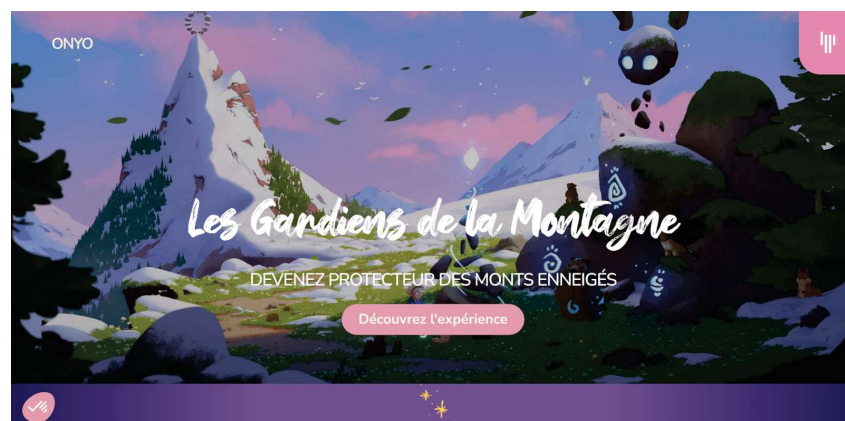 ONYO
Les Gardiens de la Montagne
DEVENEZ PROTECTEUR DES MONTS ENNEIGÉS
Découvrez l'expérience